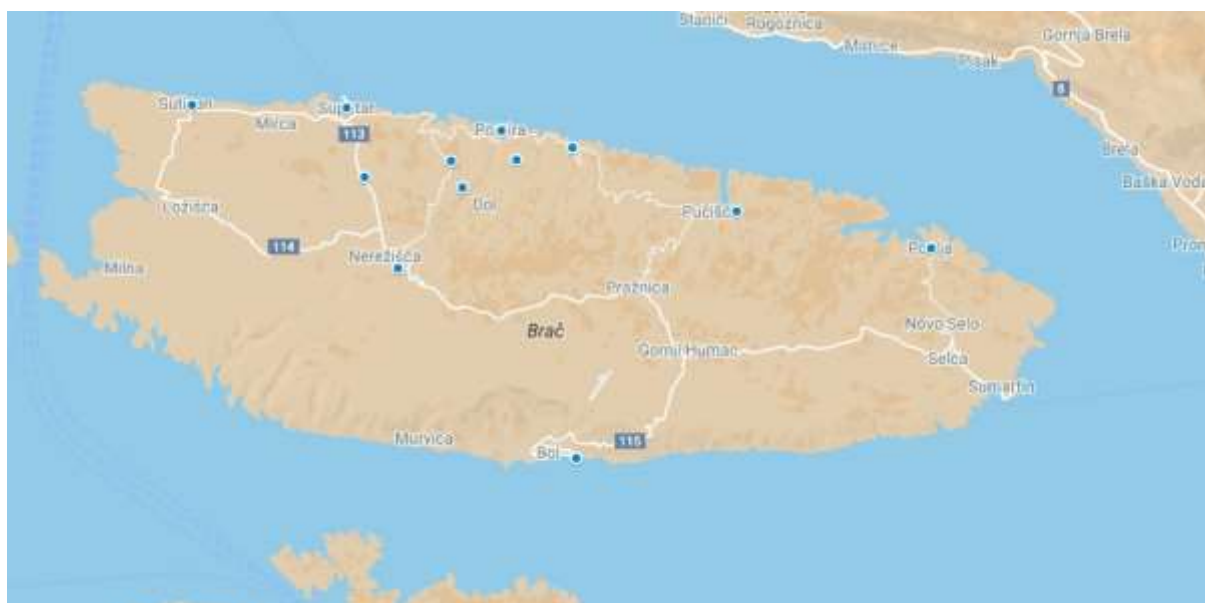 Stanići
Rogoznica
Mimice
Pisak
Gornja Brela
8
Brela
Baška Voda
Sutivan
Supetar
Mirca
113
Postira
Dol
Ložišća
114
Nerežišća
Milna
Pučišća
Povlja
Pražnica
Brač
Novo Selo
Gornji Humac
Selca
Sumartin
Murvica
Bol
115